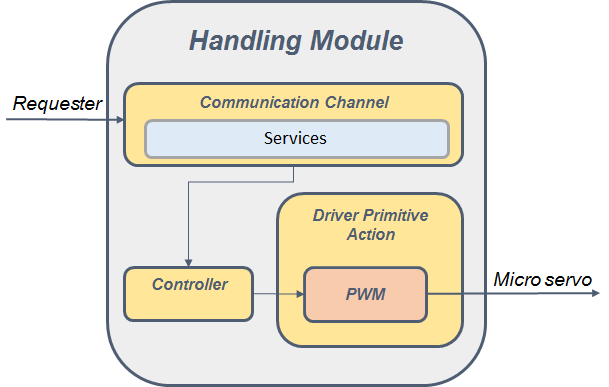 Handling Module
Requester
Communication Channel
Services
Driver Primitive
Action
Controller
PWM
Micro servo